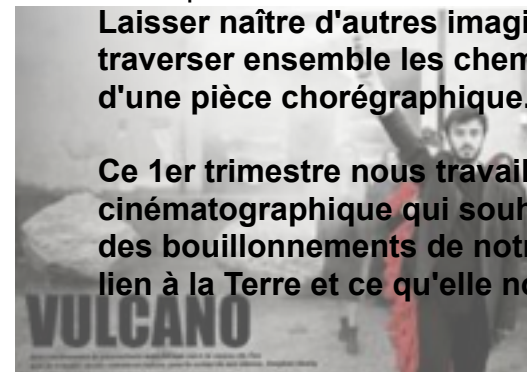 Laisser naître d'autres imagi
traverser ensemble les chem
d'une pièce chorégraphique.
Ce 1er trimestre nous travail
cinématographique qui souh
des bouillonnements de notr
lien à la Terre et ce qu'elle no
VULCANO